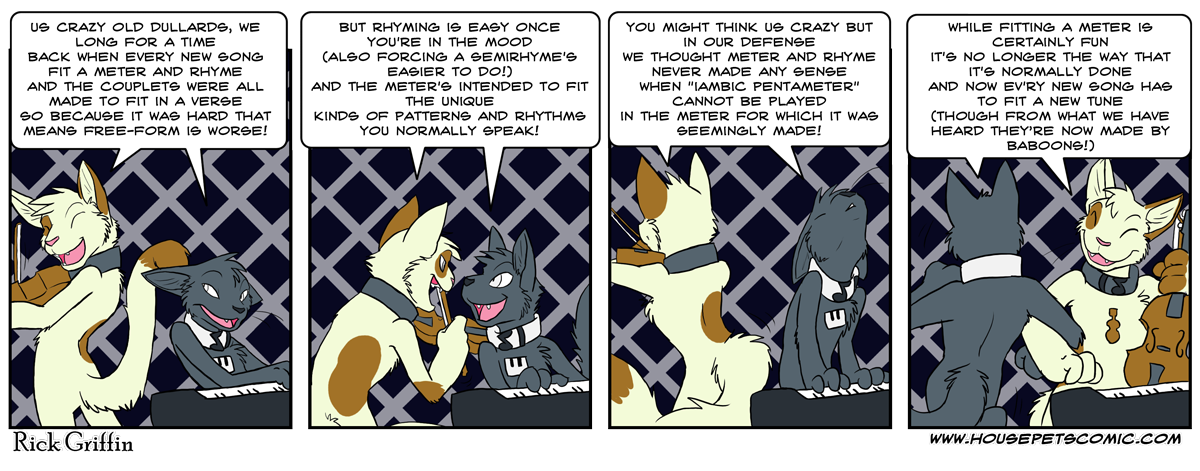 US CRAZY OLD DULLARDS, WE
LONG FOR A TIME
BACK WHEN EVERY NEW SONG
FIT A METER AND RHYME
AND THE COUPLETS WERE ALL
MADE TO FIT IN A VERSE
SO BECAUSE IT WAS HARD THAT
MEANS FREE-FORM IS WORSE!
BUT RHYMING IS EASY ONCE
YOU'RE IN THE MOOD
(ALSO FORCING A SEMIRHYME'S
EASIER TO DO!)
AND THE METER'S INTENDED TO FIT
THE UNIQUE
KINDS OF PATTERNS AND RHYTHMS
YOU NORMALLY SPEAK!
YOU MIGHT THINK US CRAZY BUT
IN OUR DEFENSE
WE THOUGHT METER AND RHYME
NEVER MADE ANY SENSE
WHEN "IAMBIC PENTAMETER"
CANNOT BE PLAYED
IN THE METER FOR WHICH IT WAS
SEEMINGLY MADE!
WHILE FITTING A METER IS
CERTAINLY FUN
IT'S NO LONGER THE WAY THAT
IT'S NORMALLY DONE
AND NOW EV'RY NEW SONG HAS
TO FIT A NEW TUNE
(THOUGH FROM WHAT WE HAVE
HEARD THEY'RE NOW MADE BY
BABOONS!)
Rick Griffin
WWW.HOUSEPETSCOMIC.COM